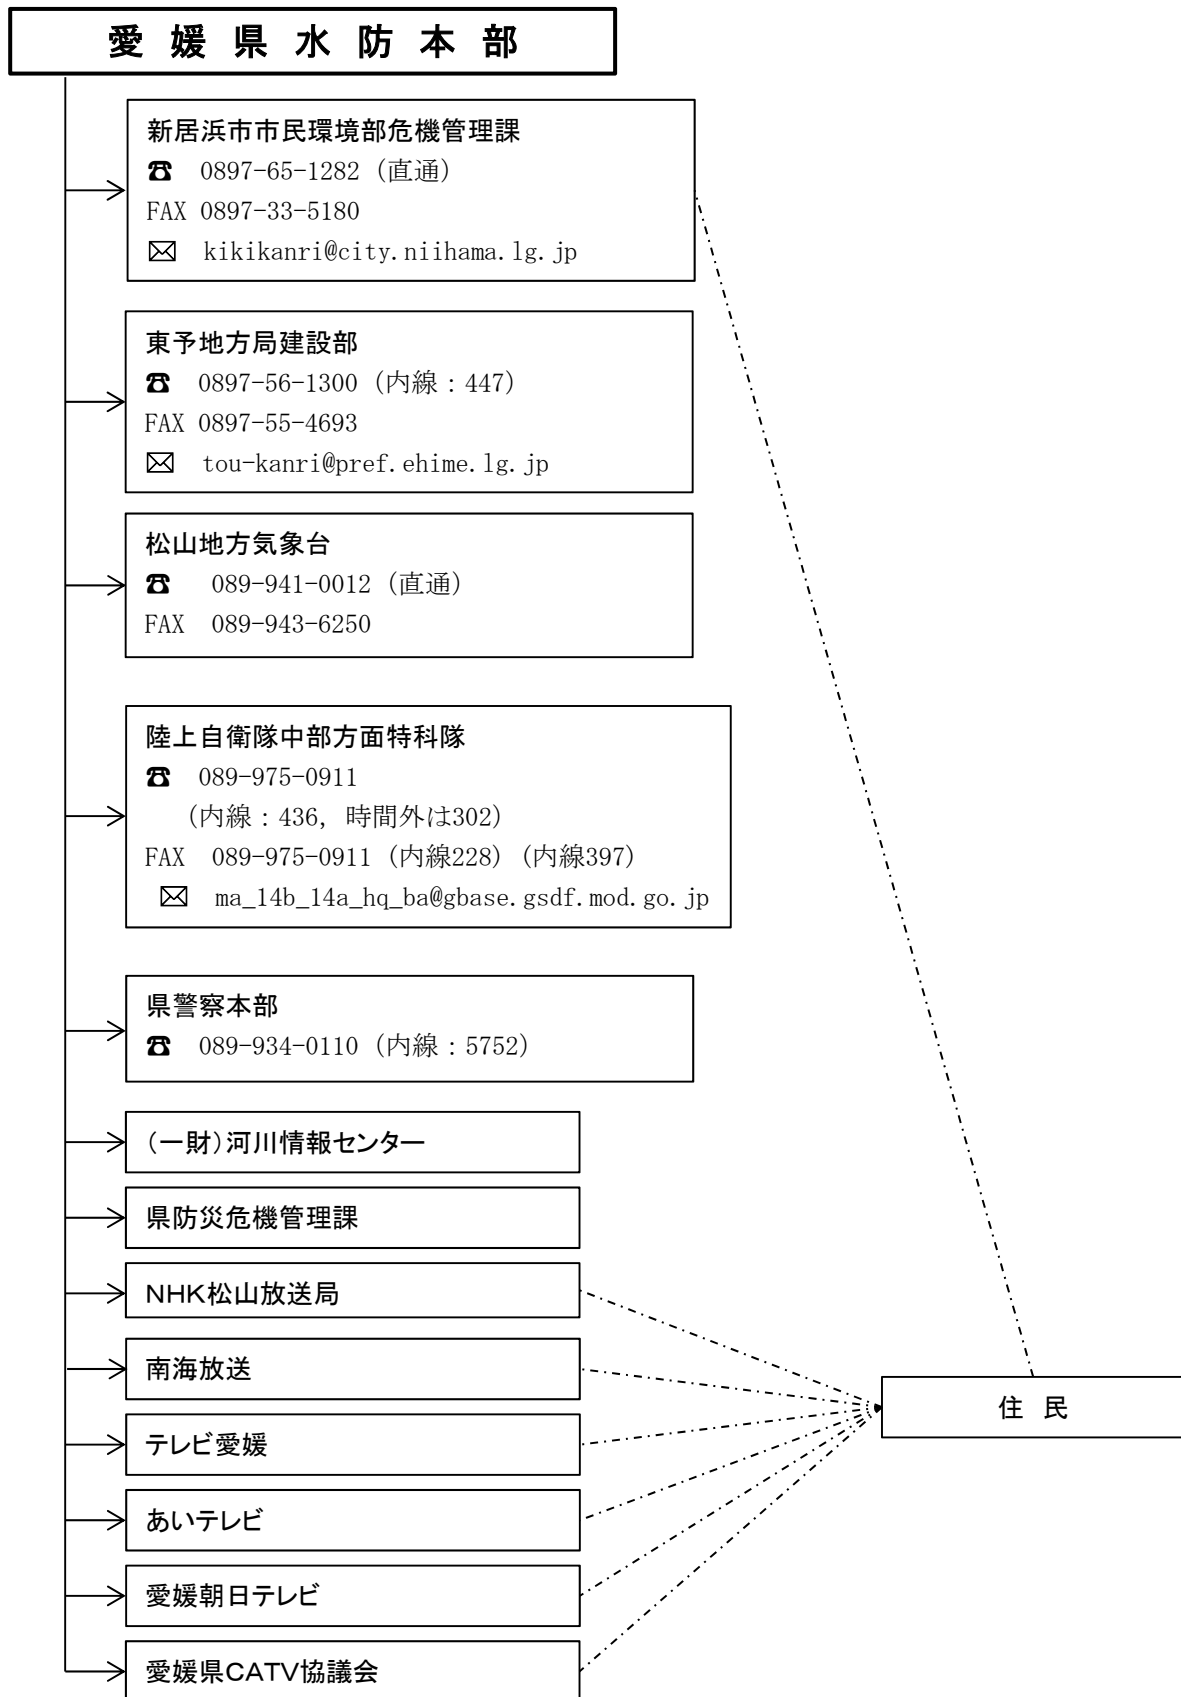 愛媛県水防本部
新居浜市市民環境部危機管理課
☎ 0897-65-1282 (直通)
FAX 0897-33-5180
✉ kikikanri@city.niihama.lg.jp
東予地方局建設部
☎ 0897-56-1300 (内線:447)
FAX 0897-55-4693
✉ tou-kanri@pref.ehime.lg.jp
松山地方気象台
☎ 089-941-0012 (直通)
FAX 089-943-6250
陸上自衛隊中部方面特科隊
☎ 089-975-0911
(内線:436, 時間外は302)
FAX 089-975-0911 (内線228) (内線397)
✉ ma_14b_14a_hq_ba@gbase.gsdf.mod.go.jp
県警察本部
☎ 089-934-0110 (内線:5752)
(一財)河川情報センター
県防災危機管理課
NHK松山放送局
南海放送
テレビ愛媛
住民
あいテレビ
愛媛朝日テレビ
愛媛県CATV協議会